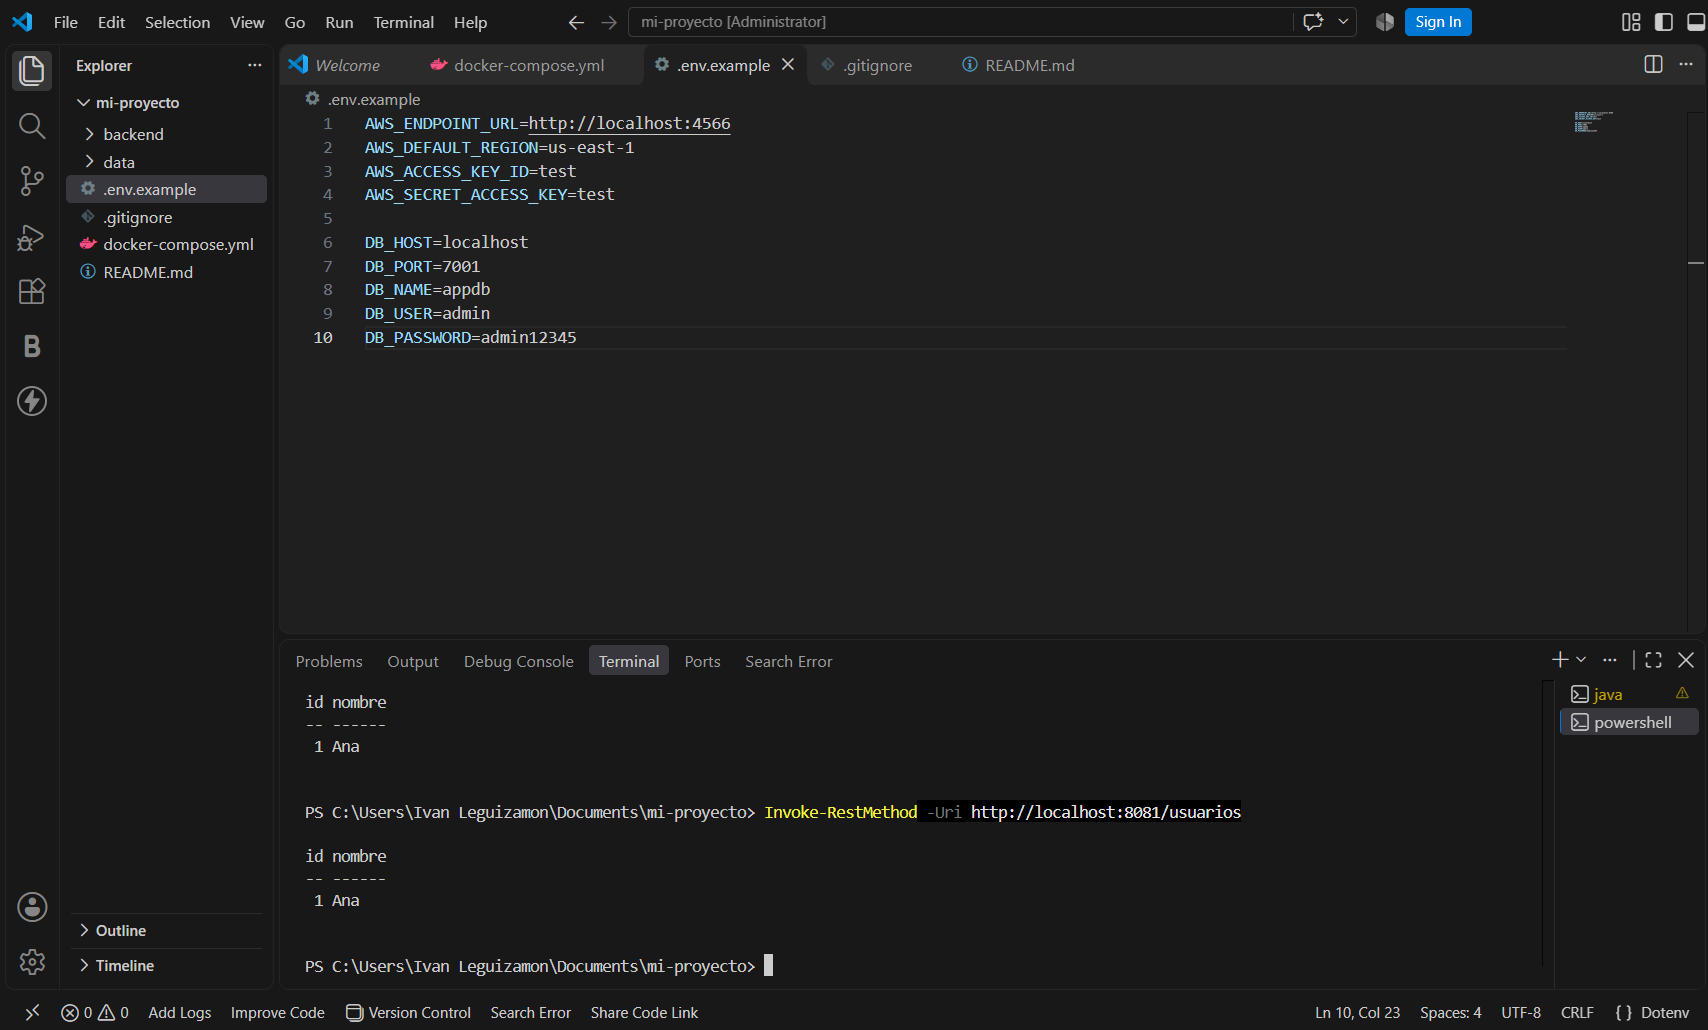 File Edit Selection View Go Run Terminal Help
mi-proyecto [Administrator]
Sign In
Explorer
mi-proyecto
backend
data
.env.example
.gitignore
docker-compose.yml
README.md
Outline
Timeline
Welcome docker-compose.yml .env.example .gitignore README.md
.env.example
1 AWS_ENDPOINT_URL=http://localhost:4566
2 AWS_DEFAULT_REGION=us-east-1
3 AWS_ACCESS_KEY_ID=test
4 AWS_SECRET_ACCESS_KEY=test
5
6 DB_HOST=localhost
7 DB_PORT=7001
8 DB_NAME=appdb
9 DB_USER=admin
10 DB_PASSWORD=admin12345
Problems Output Debug Console Terminal Ports Search Error
id nombre
-- ------
1 Ana
PS C:\Users\Ivan Leguizamon\Documents\mi-proyecto> Invoke-RestMethod -Uri http://localhost:8081/usuarios
id nombre
-- ------
1 Ana
PS C:\Users\Ivan Leguizamon\Documents\mi-proyecto>
java
powershell
0 0 Add Logs Improve Code Version Control Search Error Share Code Link
Ln 10, Col 23 Spaces: 4 UTF-8 CRLF { } Dotenv